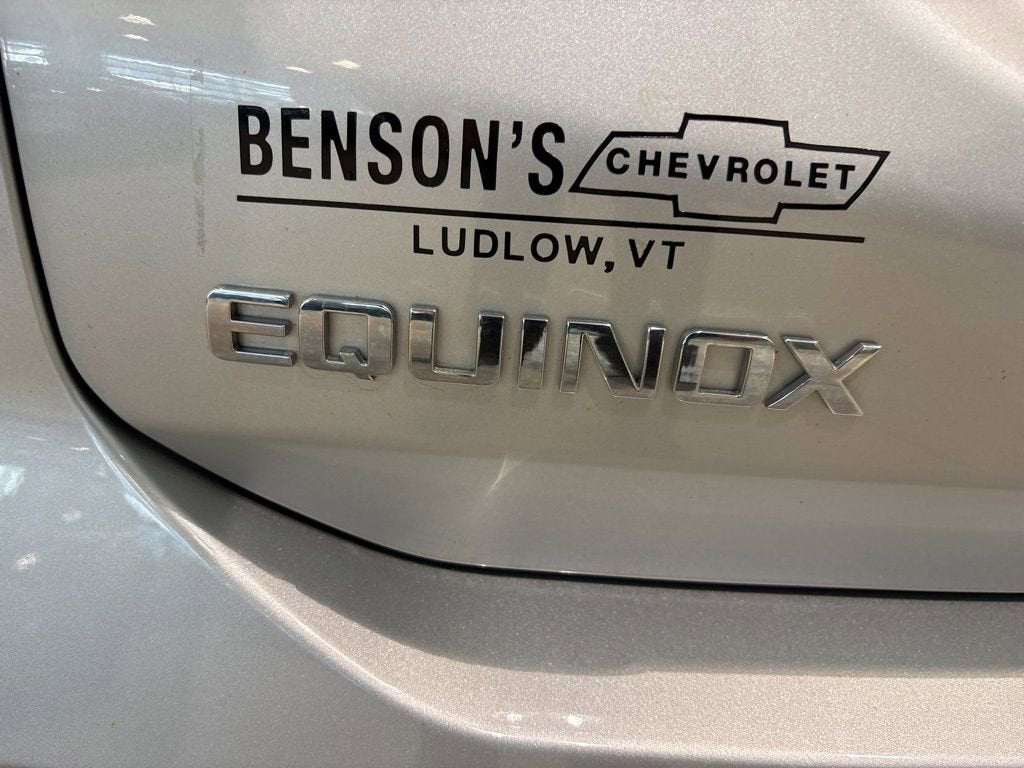 BENSON'S CHEVROLET
LUDLOW, VT
EQUINOX